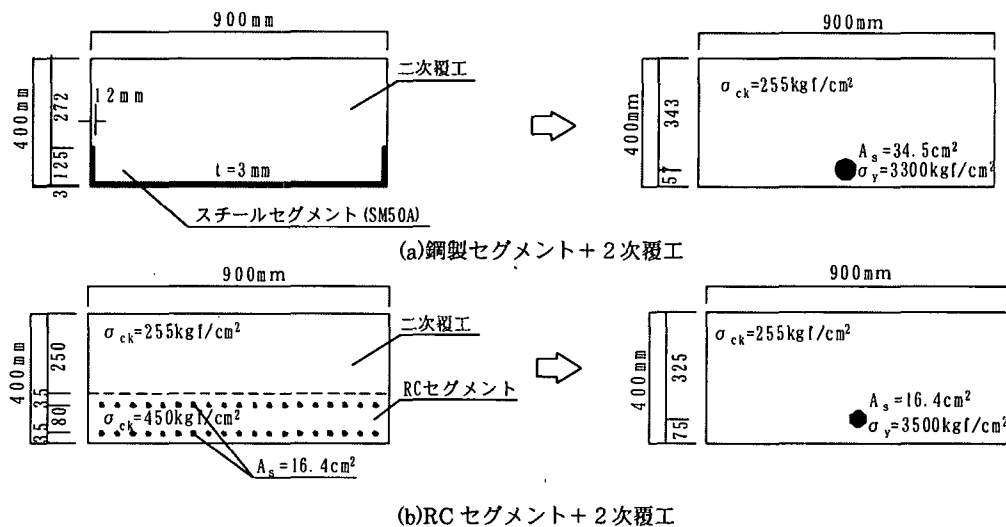 900mm
900mm
400mm
272
125
3
12mm
二次覆工
t=3mm
スチールセグメント(SM50A)
400mm
343
57
σck=255kgf/cm²
As=34.5cm²
σy=3300kgf/cm²
(a)鋼製セグメント+2次覆工
900mm
900mm
400mm
250
35
80
35
σck=255kgf/cm²
二次覆工
RCセグメント
σck=450kgf/cm²
As=16.4cm²
400mm
325
75
σck=255kgf/cm²
As=16.4cm²
σy=3500kgf/cm²
(b)RCセグメント+2次覆工